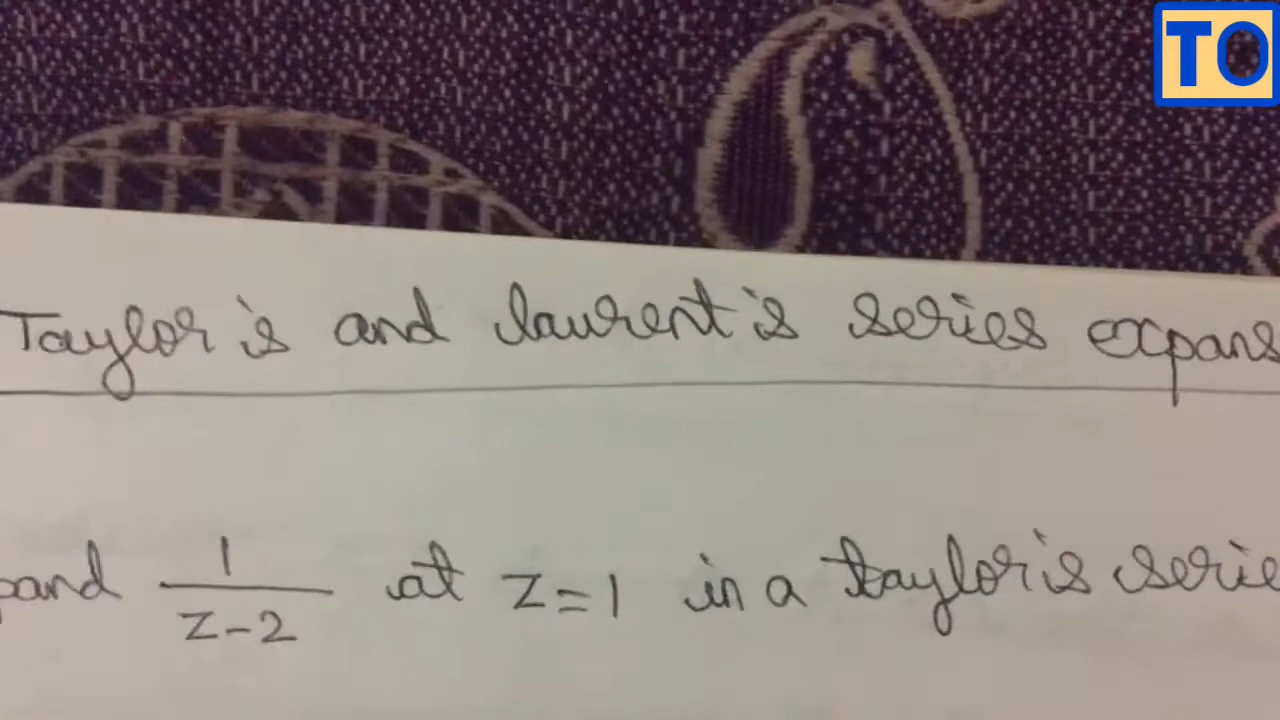 TO
Taylor's and laurent's series expans
pand 1/(z-2) at z=1 in a taylor's serie